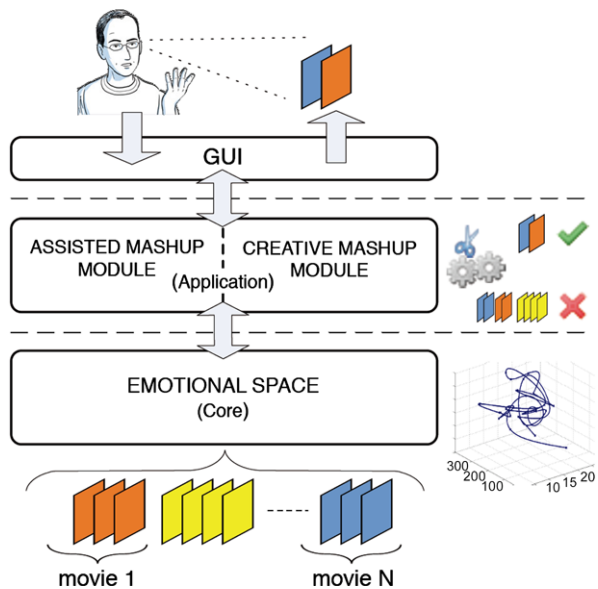 GUI
ASSISTED MASHUP
MODULE
CREATIVE MASHUP
MODULE
(Application)
EMOTIONAL SPACE
(Core)
300
200
100
10
15
20
movie 1
movie N